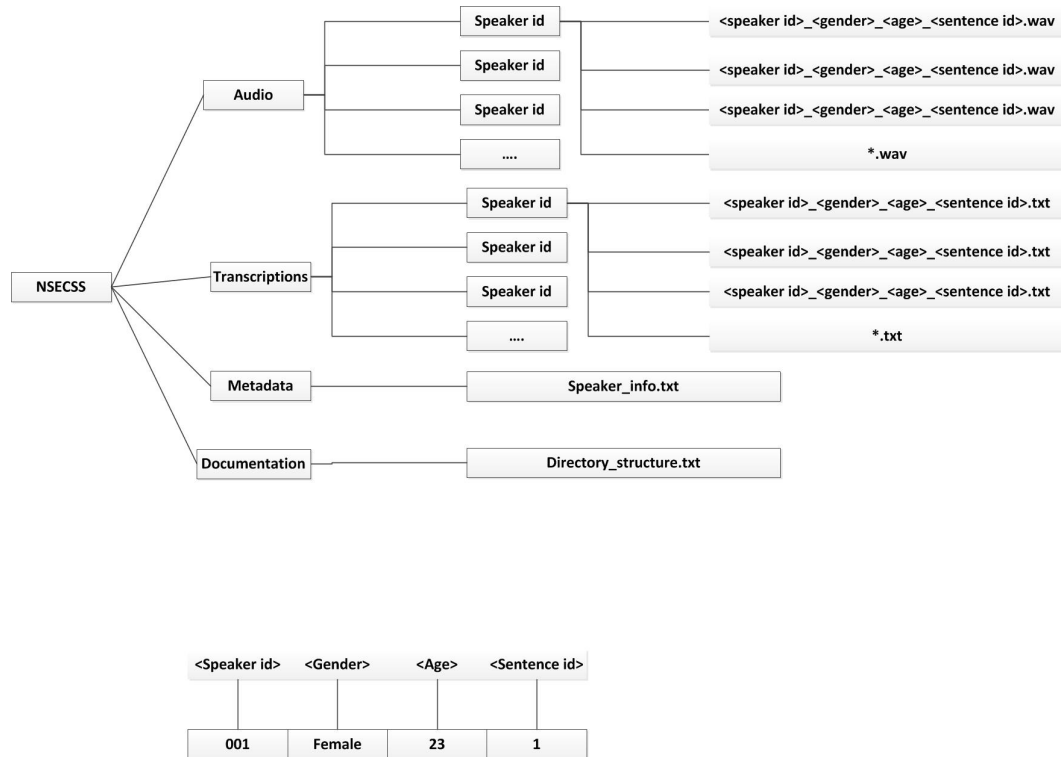 Speaker id
<speaker id>_<gender>_<age>_<sentence id>.wav
Speaker id
<speaker id>_<gender>_<age>_<sentence id>.wav
Audio
Speaker id
<speaker id>_<gender>_<age>_<sentence id>.wav
....
*.wav
Speaker id
<speaker id>_<gender>_<age>_<sentence id>.txt
Speaker id
<speaker id>_<gender>_<age>_<sentence id>.txt
Transcriptions
NSECSS
Speaker id
<speaker id>_<gender>_<age>_<sentence id>.txt
....
*.txt
Metadata
Speaker_info.txt
Documentation
Directory_structure.txt
<Speaker id> <Gender> <Age> <Sentence id>
001 Female 23 1